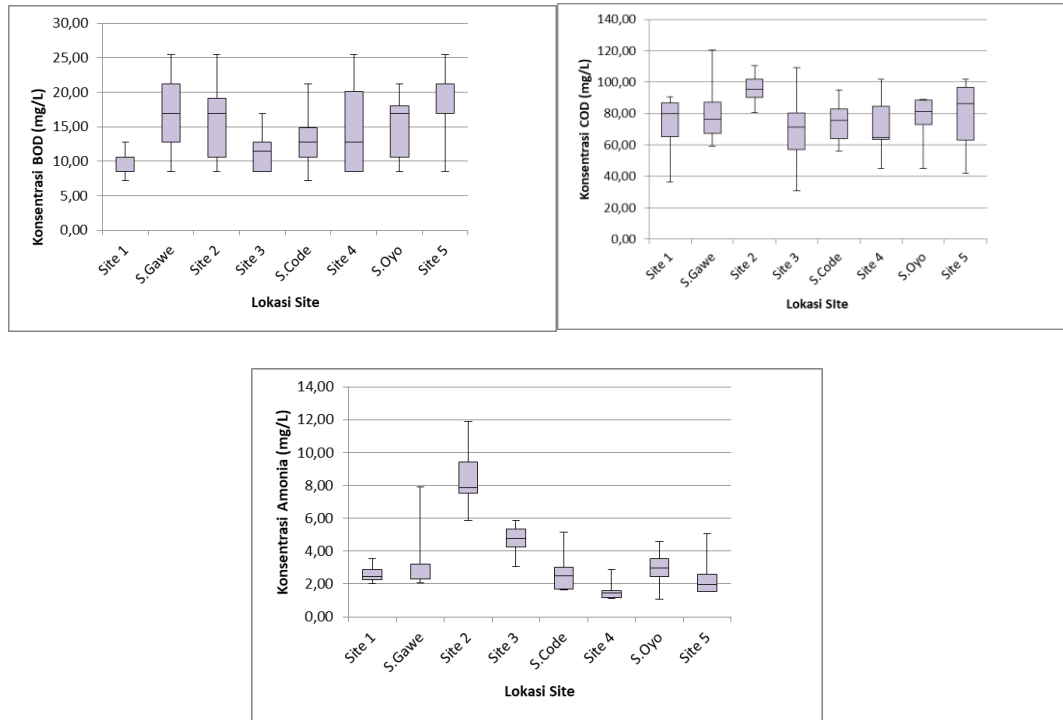 Konsentrasi BOD (mg/L)
30,00
25,00
20,00
15,00
10,00
5,00
0,00
Site 1
S.Gawe
Site 2
Site 3
S.Code
Site 4
S.Oyo
Site 5
Lokasi Site
Konsentrasi COD (mg/L)
140,00
120,00
100,00
80,00
60,00
40,00
20,00
0,00
Site 1
S.Gawe
Site 2
Site 3
S.Code
Site 4
S.Oyo
Site 5
Lokasi SIte
Konsentrasi Amonia (mg/L)
14,00
12,00
10,00
8,00
6,00
4,00
2,00
0,00
Site 1
S.Gawe
Site 2
Site 3
S.Code
Site 4
S.Oyo
Site 5
Lokasi Site